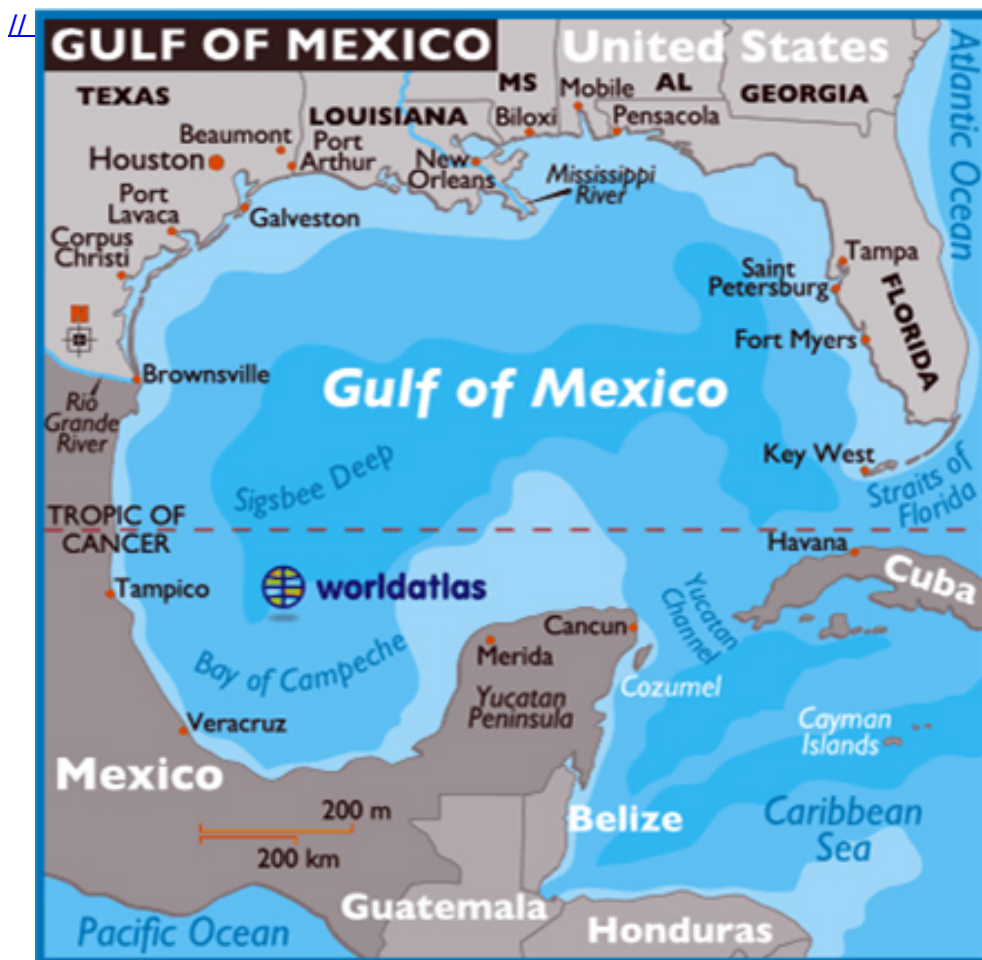 //
GULF OF MEXICO
United States
Atlantic Ocean
TEXAS
LOUISIANA
MS
Mobile
AL
GEORGIA
Biloxi
Pensacola
Beaumont
Port
Arthur
Houston
New
Orleans
Mississippi
River
Port
Lavaca
Galveston
Corpus
Christi
Tampa
Saint
Petersburg
FLORIDA
N
Fort Myers
Brownsville
Gulf of Mexico
Rio
Grande
River
Key West
Sigsbee Deep
Straits of
Florida
TROPIC OF
CANCER
Havana
Cuba
Tampico
worldatlas
Yucatan
Channel
Cancun
Merida
Bay of Campeche
Cozumel
Yucatan
Peninsula
Veracruz
Cayman
Islands
Mexico
200 m
200 km
Belize
Caribbean
Sea
Guatemala
Honduras
Pacific Ocean